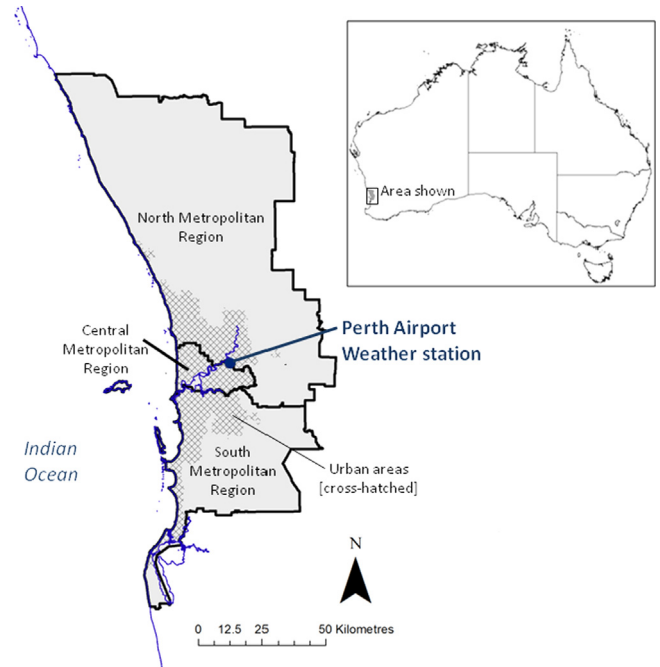 Area shown
North Metropolitan
Region
Central
Metropolitan
Region
Perth Airport
Weather station
Indian
Ocean
South
Metropolitan
Region
Urban areas
[cross-hatched]
N
0 12.5 25 50 Kilometres